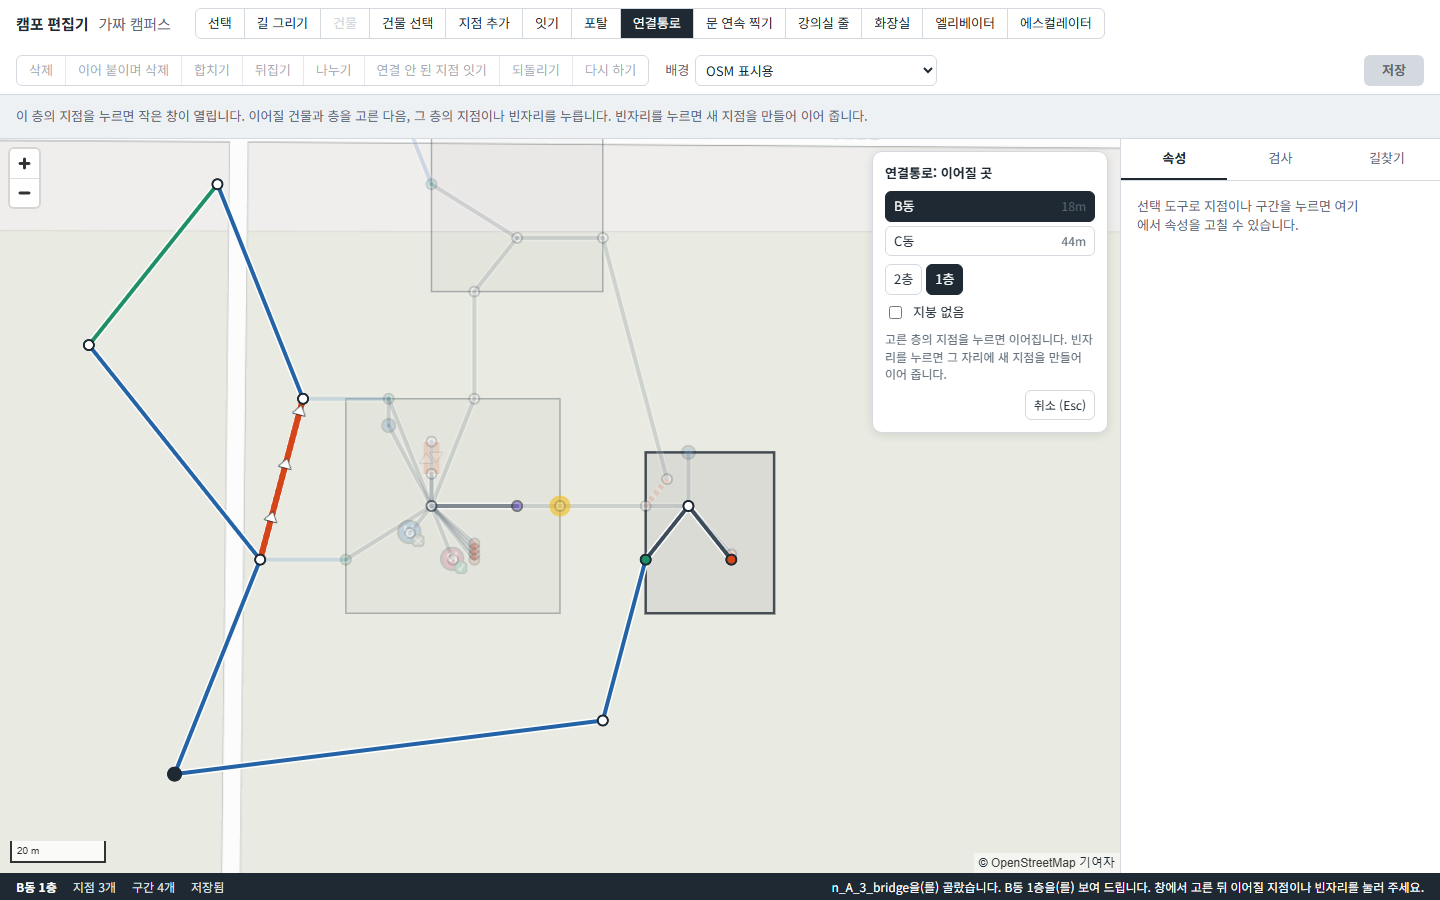 캠포 편집기 가짜 캠퍼스
선택 길 그리기 건물 건물 선택 지점 추가 잇기 포탈 연결통로 문 연속 찍기 강의실 줄 화장실 엘리베이터 에스컬레이터
삭제 이어 붙이며 삭제 합치기 뒤집기 나누기 연결 안 된 지점 잇기 되돌리기 다시 하기 배경 OSM 표시용 저장
이 층의 지점을 누르면 작은 창이 열립니다. 이어질 건물과 층을 고른 다음, 그 층의 지점이나 빈자리를 누릅니다. 빈자리를 누르면 새 지점을 만들어 이어 줍니다.
+
−
연결통로: 이어질 곳
B동 18m
C동 44m
2층 1층
지붕 없음
고른 층의 지점을 누르면 이어집니다. 빈자
리를 누르면 그 자리에 새 지점을 만들어
이어 줍니다.
취소 (Esc)
속성 검사 길찾기
선택 도구로 지점이나 구간을 누르면 여기
에서 속성을 고칠 수 있습니다.
20 m
© OpenStreetMap 기여자
B동 1층 지점 3개 구간 4개 저장됨
n_A_3_bridge을(를) 골랐습니다. B동 1층을(를) 보여 드립니다. 창에서 고른 뒤 이어질 지점이나 빈자리를 눌러 주세요.